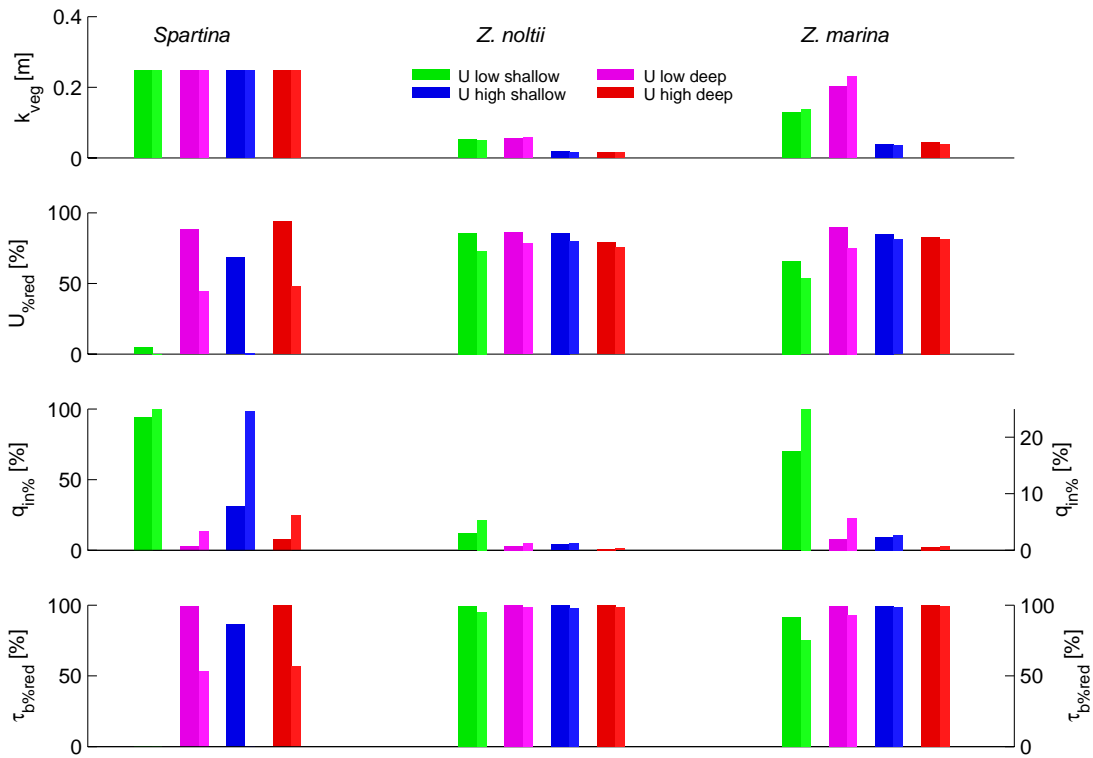 Spartina Z. noltii Z. marina
U low shallow U low deep
U high shallow U high deep
0.4
0.2
0
k_veg [m]
100
50
0
U_%red [%]
100
50
0
q_in% [%]
20
10
0
q_in% [%]
100
50
0
τ_b%red [%]
100
50
0
τ_b%red [%]